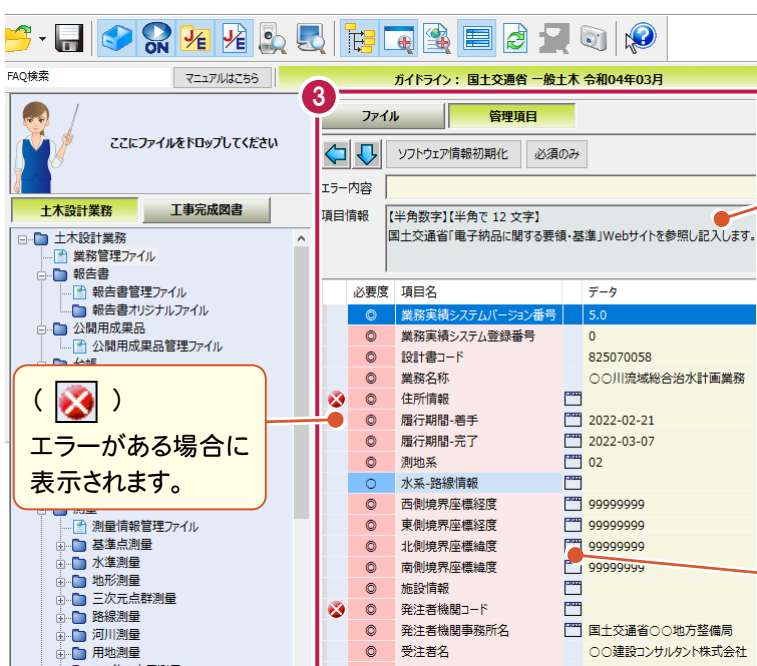 ON
J/E
J/E
FAQ検索
マニュアルはこちら
ガイドライン： 国土交通省 一般土木 令和04年03月
3
ここにファイルをドロップしてください
ファイル
管理項目
ソフトウェア情報初期化
必須のみ
エラー内容
項目情報
【半角数字】【半角で 12 文字】
国土交通省「電子納品に関する要領・基準」Webサイトを参照し記入します。
土木設計業務
工事完成図書
土木設計業務
業務管理ファイル
報告書
報告書管理ファイル
報告書オリジナルファイル
公開用成果品
公開用成果品管理ファイル
（ ）
エラーがある場合に
表示されます。
測量情報管理ファイル
基準点測量
水準測量
地形測量
三次元点群測量
路線測量
河川測量
用地測量
必要度 項目名 データ
◎ 業務実績システムバージョン番号 5.0
◎ 業務実績システム登録番号 0
◎ 設計書コード 825070058
◎ 業務名称 ○○川流域総合治水計画業務
◎ 住所情報
◎ 履行期間-着手 2022-02-21
◎ 履行期間-完了 2022-03-07
◎ 測地系 02
○ 水系-路線情報
◎ 西側境界座標経度 99999999
◎ 東側境界座標経度 99999999
◎ 北側境界座標緯度 99999999
◎ 南側境界座標緯度 99999999
◎ 施設情報
◎ 発注者機関コード
◎ 発注者機関事務所名 国土交通省○○地方整備局
◎ 受注者名 ○○建設コンサルタント株式会社